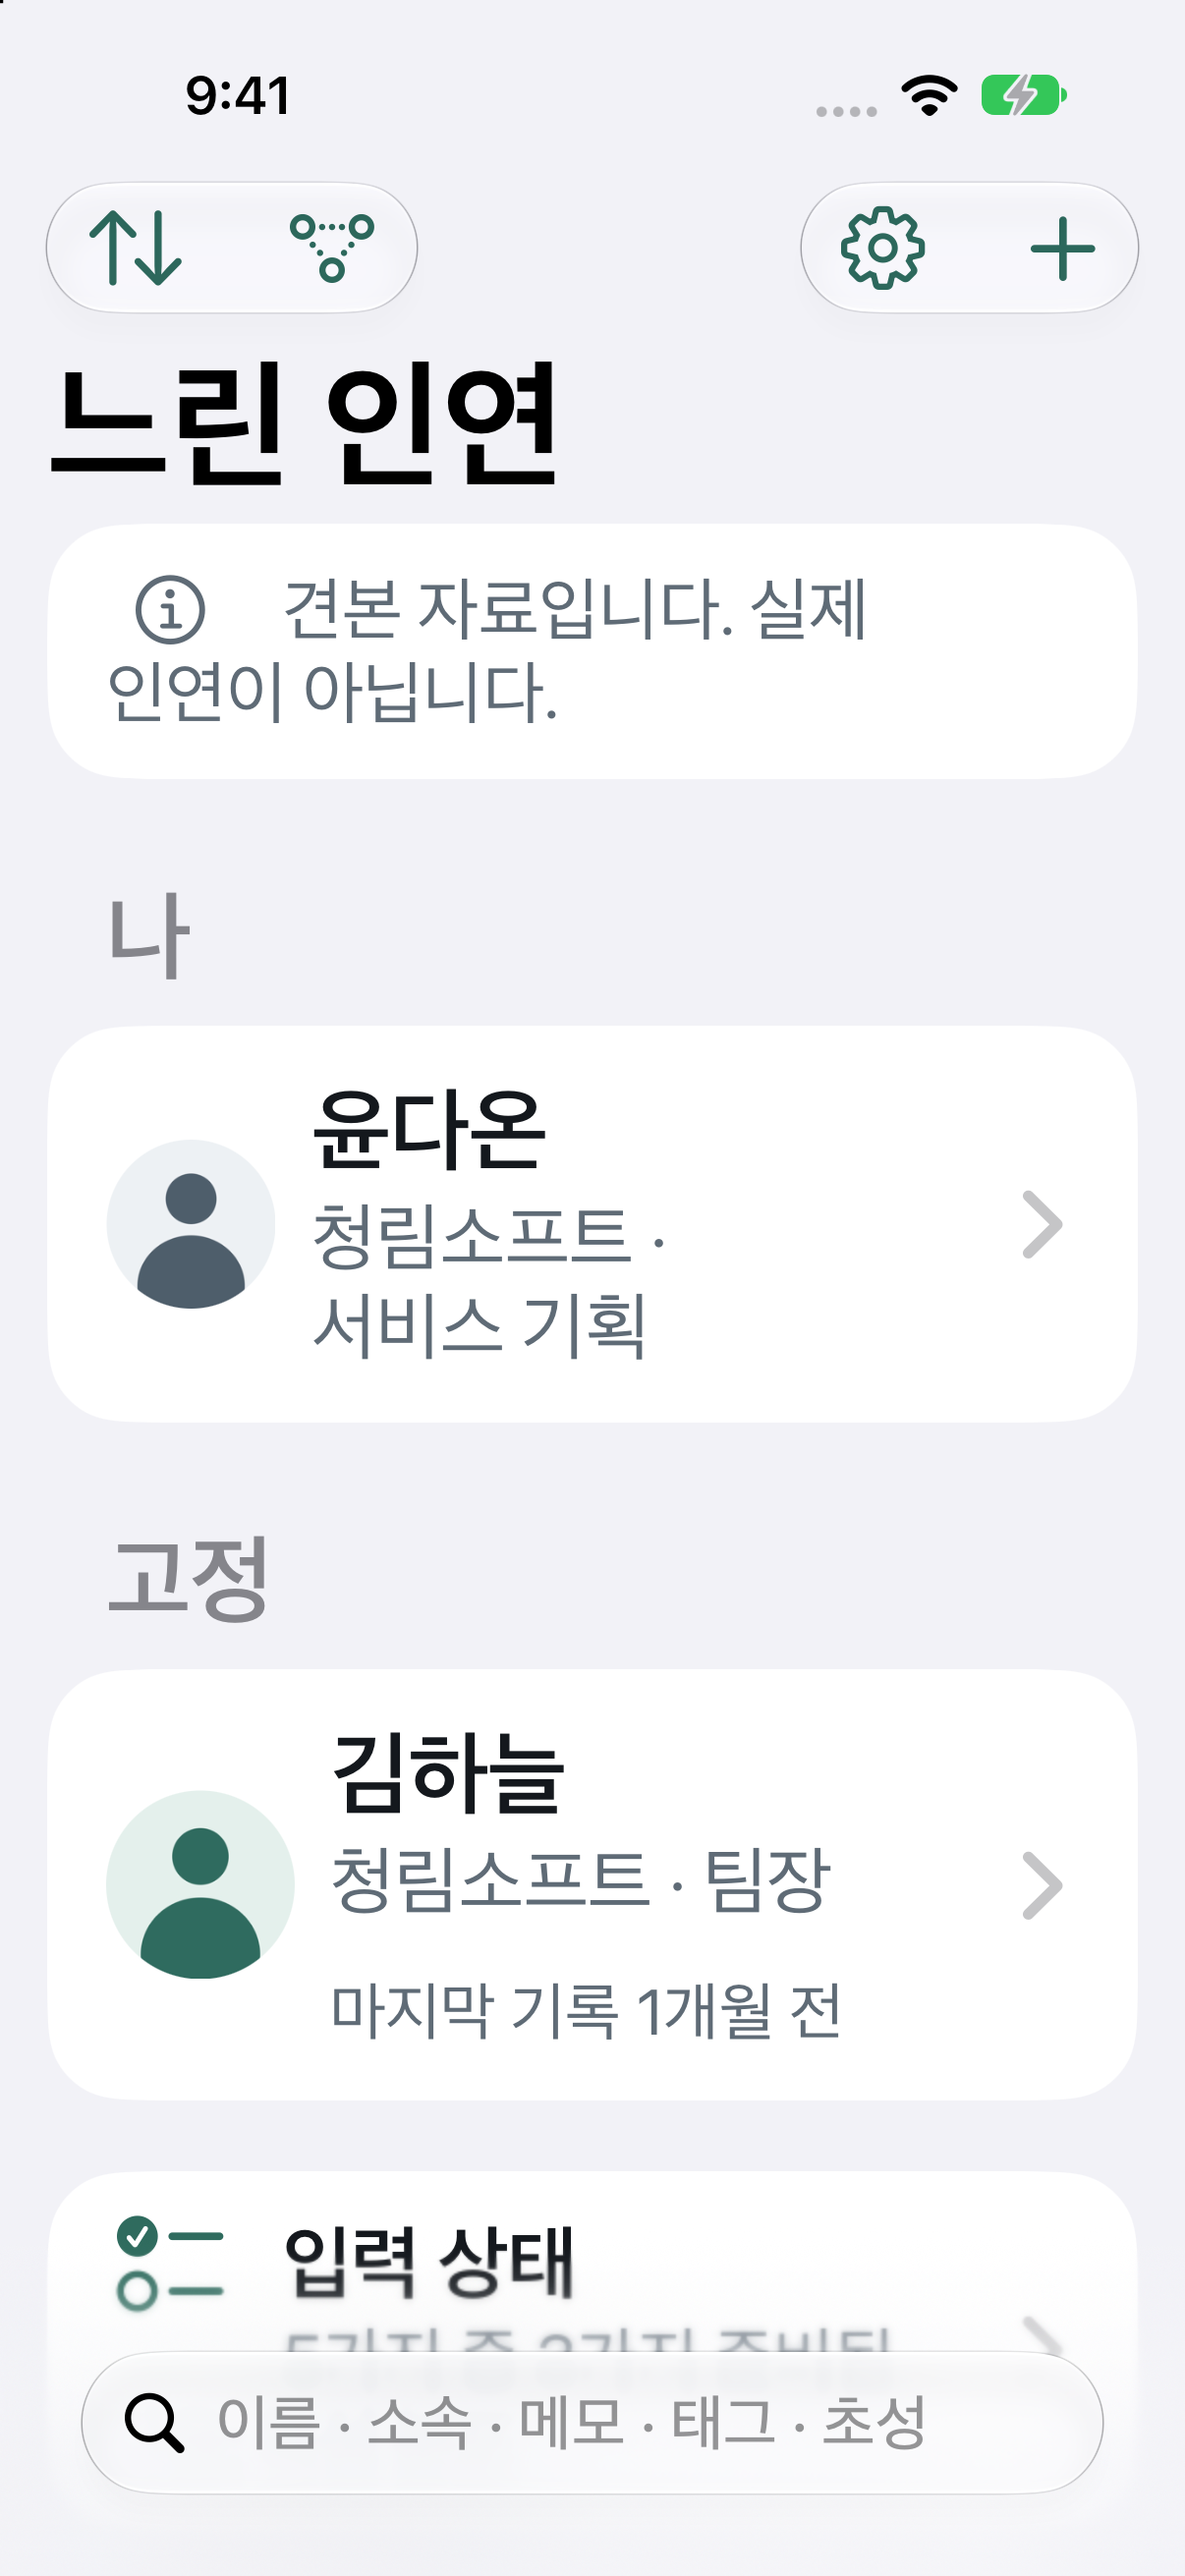 9:41
느린 인연
견본 자료입니다. 실제
인연이 아닙니다.
나
윤다온
청림소프트 ·
서비스 기획
고정
김하늘
청림소프트 · 팀장
마지막 기록 1개월 전
입력 상태
이름 · 소속 · 메모 · 태그 · 초성